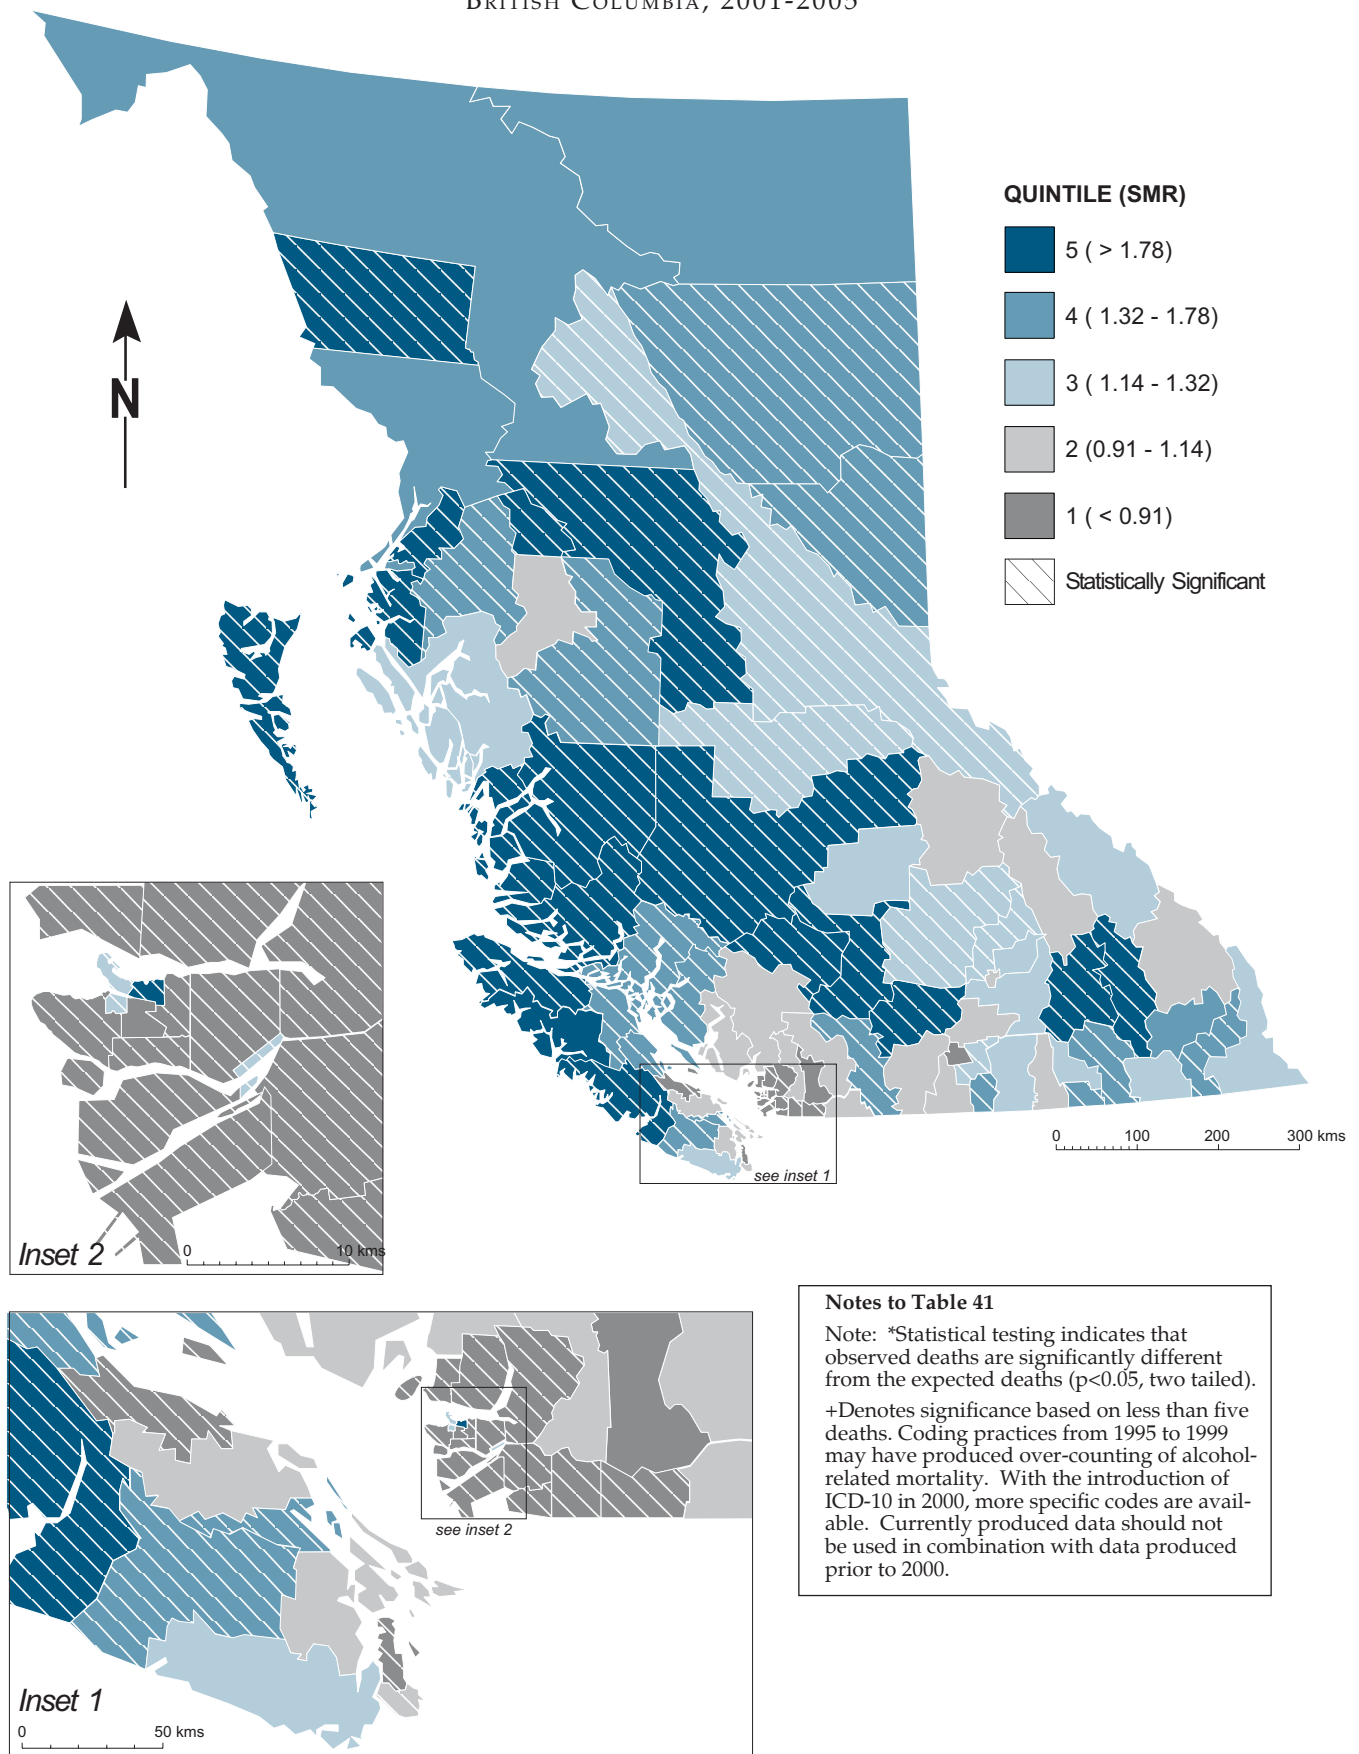 BRITISH COLUMBIA, 2001-2005
QUINTILE (SMR)
5 ( > 1.78)
4 ( 1.32 - 1.78)
3 ( 1.14 - 1.32)
2 (0.91 - 1.14)
1 ( < 0.91)
Statistically Significant
N
0 100 200 300 kms
see inset 1
Inset 2
0 10 kms
see inset 2
Inset 1
0 50 kms
Notes to Table 41
Note: *Statistical testing indicates that
observed deaths are significantly different
from the expected deaths (p<0.05, two tailed).
+Denotes significance based on less than five
deaths. Coding practices from 1995 to 1999
may have produced over-counting of alcohol-
related mortality. With the introduction of
ICD-10 in 2000, more specific codes are avail-
able. Currently produced data should not
be used in combination with data produced
prior to 2000.